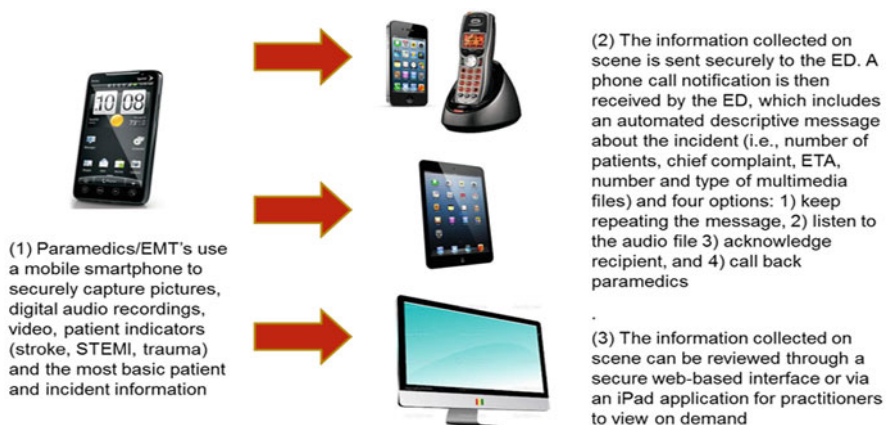 10 08
(1) Paramedics/EMT's use
a mobile smartphone to
securely capture pictures,
digital audio recordings,
video, patient indicators
(stroke, STEMI, trauma)
and the most basic patient
and incident information
(2) The information collected on
scene is sent securely to the ED. A
phone call notification is then
received by the ED, which includes
an automated descriptive message
about the incident (i.e., number of
patients, chief complaint, ETA,
number and type of multimedia
files) and four options: 1) keep
repeating the message, 2) listen to
the audio file 3) acknowledge
recipient, and 4) call back
paramedics
.
(3) The information collected on
scene can be reviewed through a
secure web-based interface or via
an iPad application for practitioners
to view on demand